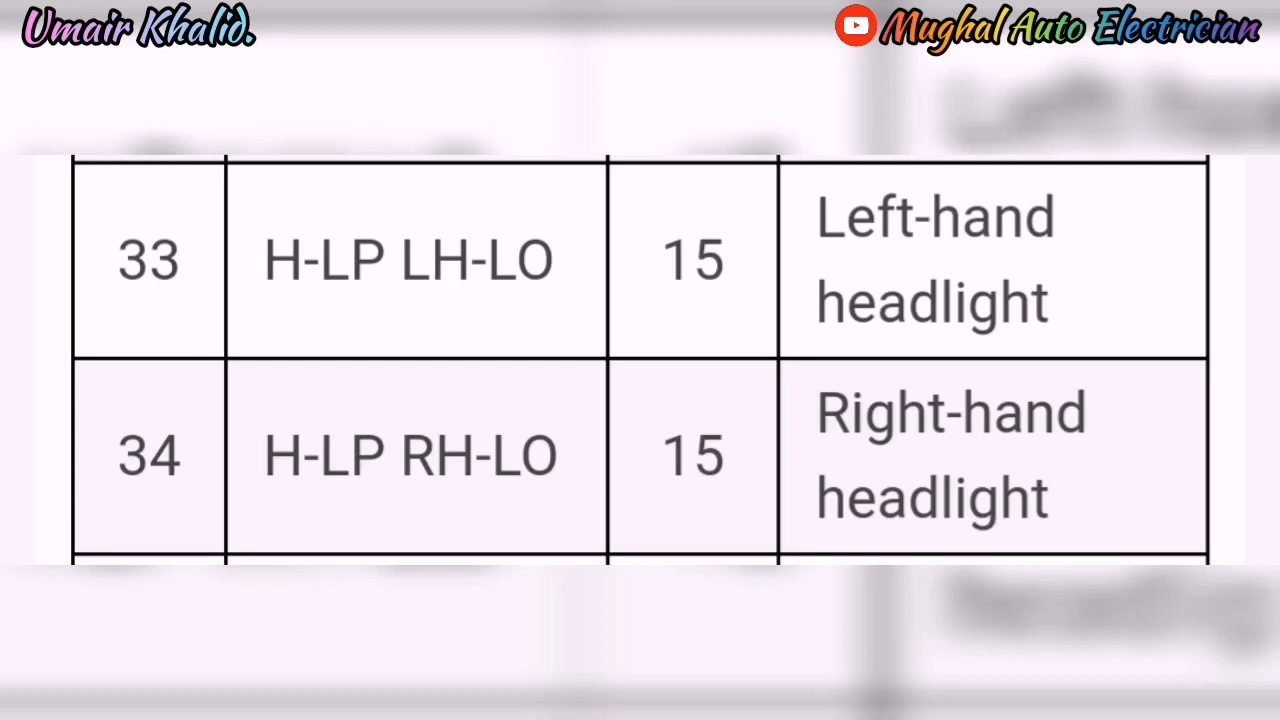 Umair Khalid.
Mughal Auto Electrician
33 H-LP LH-LO 15 Left-hand headlight
34 H-LP RH-LO 15 Right-hand headlight